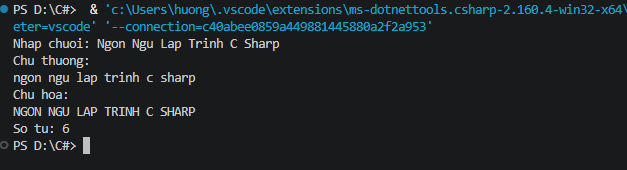 PS D:\C#>  & 'c:\Users\huong\.vscode\extensions\ms-dotnettools.csharp-2.160.4-win32-x64\
eter=vscode' '--connection=c40abee0859a449881445880a2f2a953'
Nhap chuoi: Ngon Ngu Lap Trinh C Sharp
Chu thuong:
ngon ngu lap trinh c sharp
Chu hoa:
NGON NGU LAP TRINH C SHARP
So tu: 6
PS D:\C#>